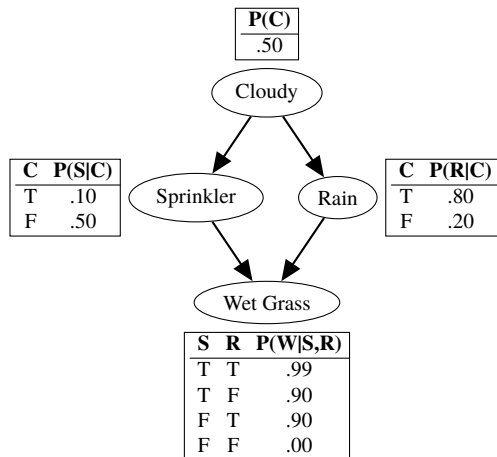 P(C)
.50
Cloudy
C P(S|C)
T .10
F .50
Sprinkler
Rain
C P(R|C)
T .80
F .20
Wet Grass
S R P(W|S,R)
T T .99
T F .90
F T .90
F F .00